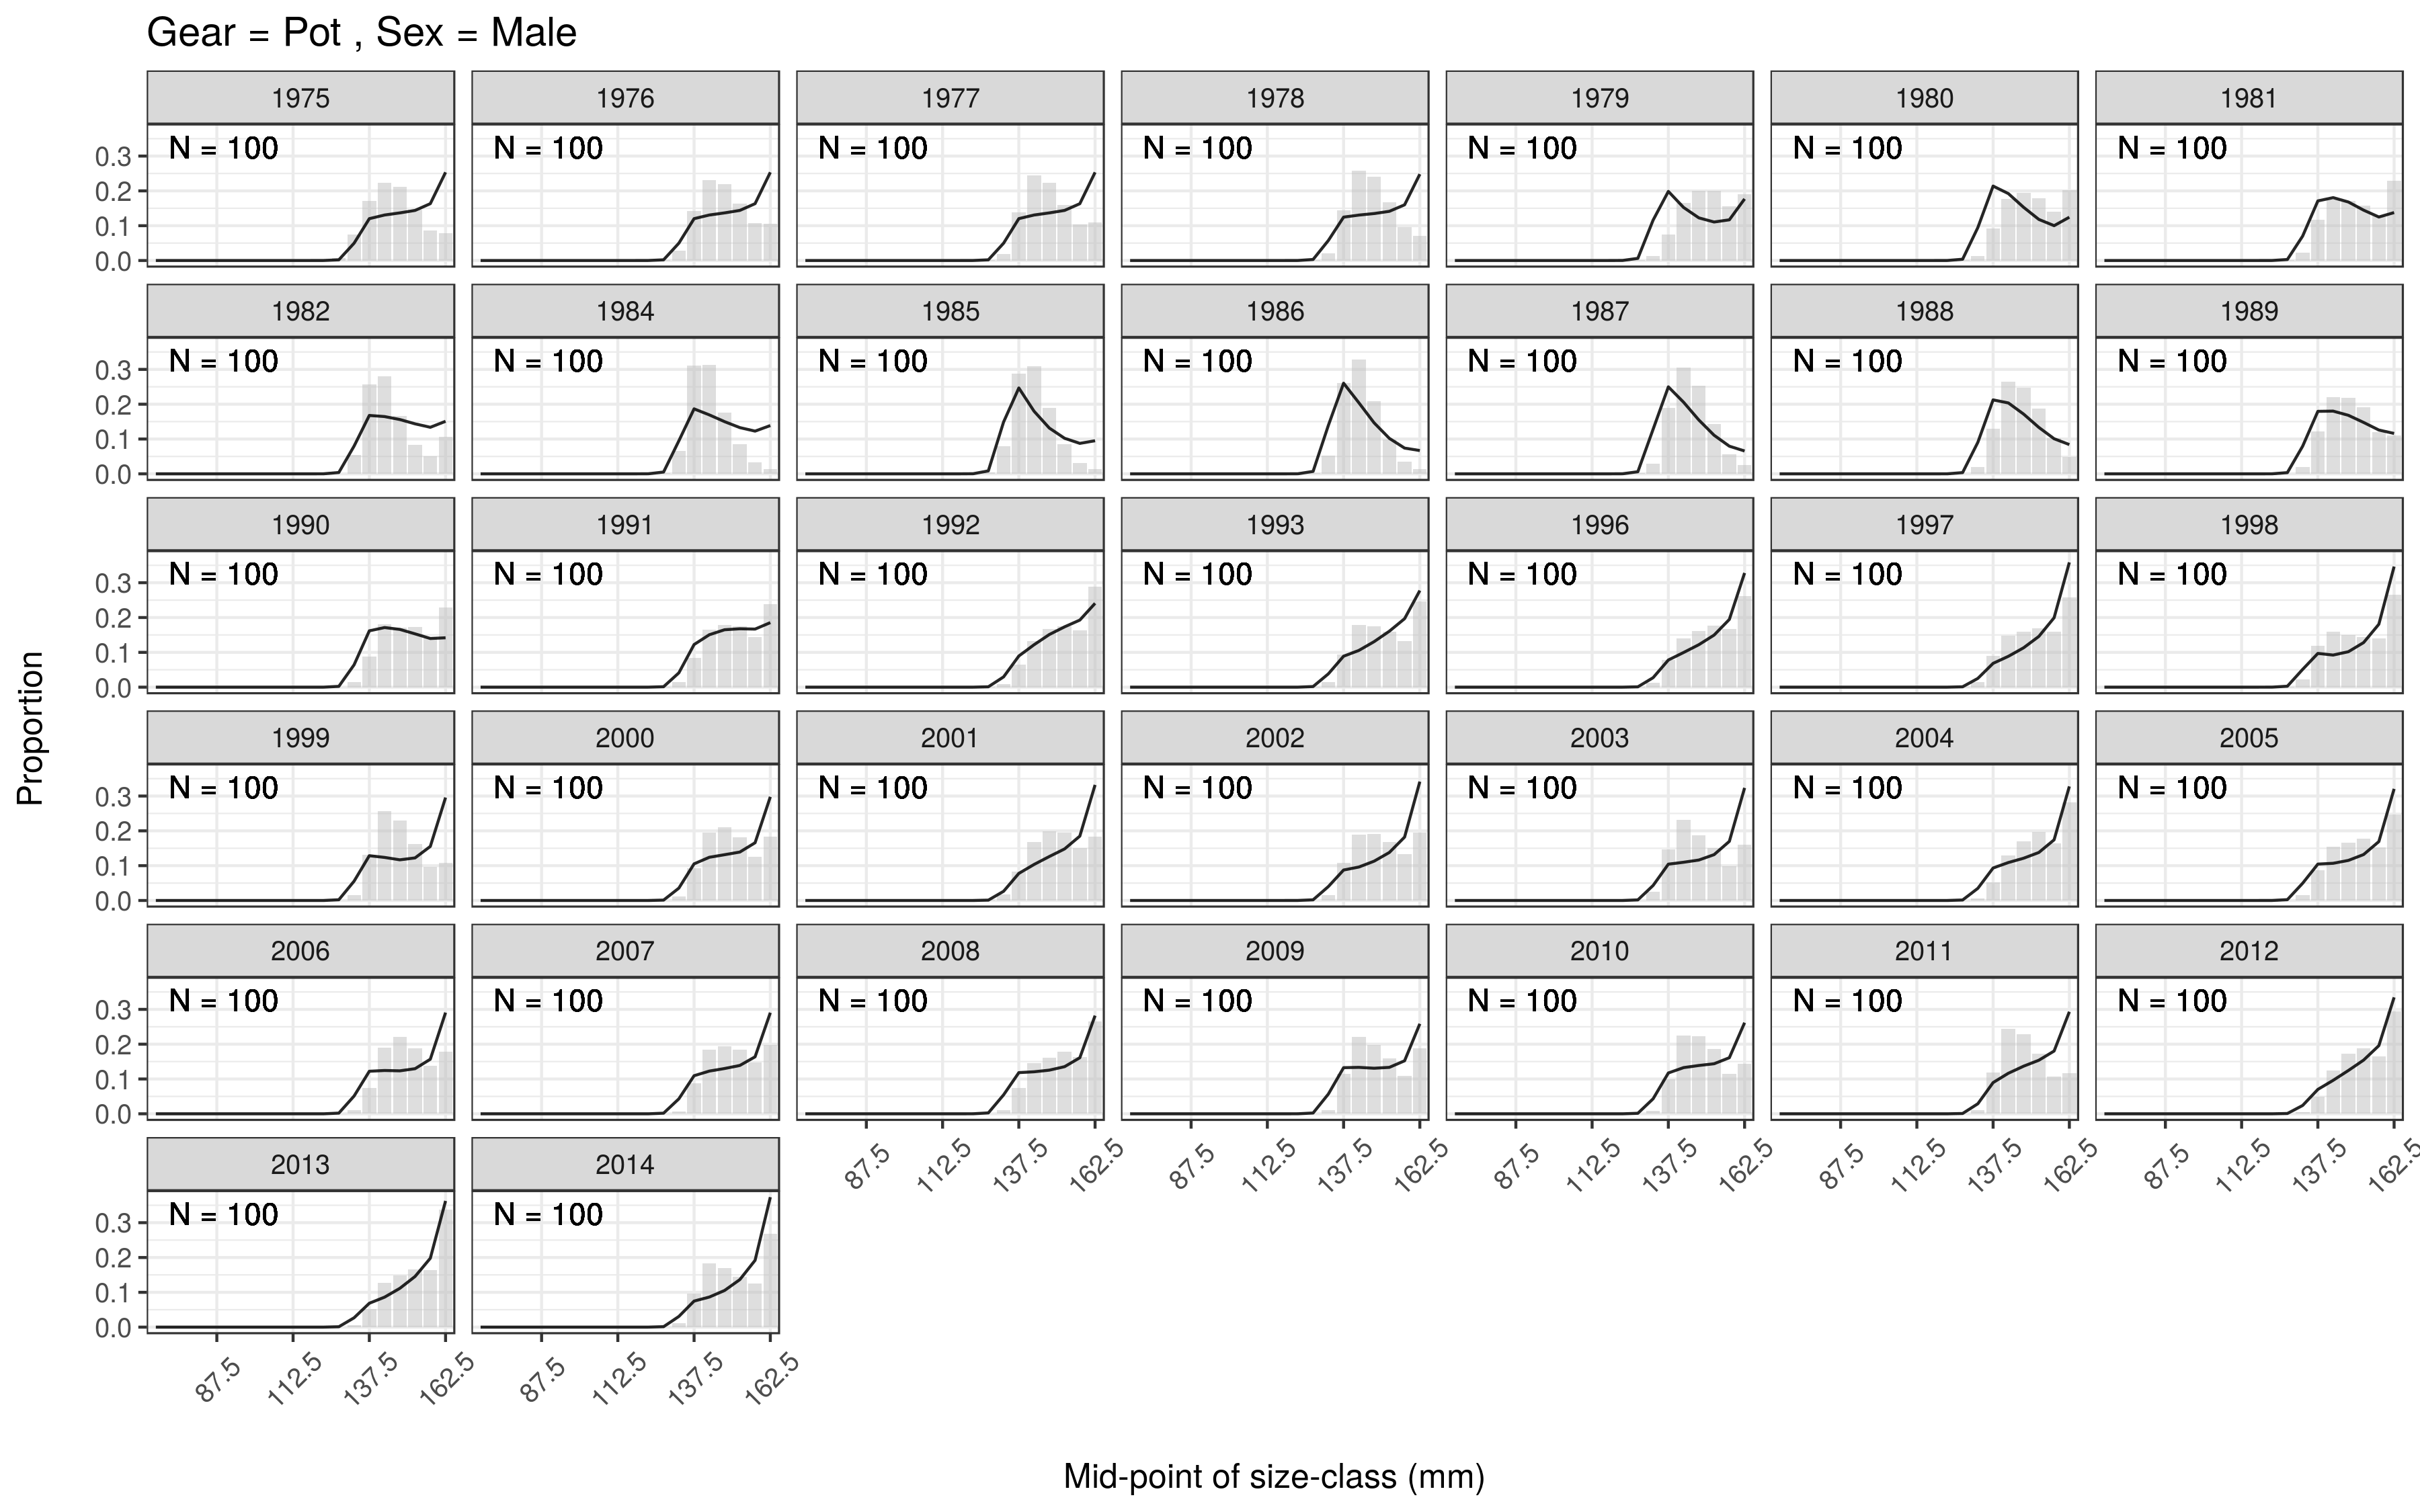 Gear = Pot , Sex = Male
1975 1976 1977 1978 1979 1980 1981
N = 100 N = 100 N = 100 N = 100 N = 100 N = 100 N = 100
0.3
0.2
0.1
0.0
1982 1984 1985 1986 1987 1988 1989
N = 100 N = 100 N = 100 N = 100 N = 100 N = 100 N = 100
0.3
0.2
0.1
0.0
1990 1991 1992 1993 1996 1997 1998
N = 100 N = 100 N = 100 N = 100 N = 100 N = 100 N = 100
0.3
0.2
0.1
0.0
Proportion
1999 2000 2001 2002 2003 2004 2005
N = 100 N = 100 N = 100 N = 100 N = 100 N = 100 N = 100
0.3
0.2
0.1
0.0
2006 2007 2008 2009 2010 2011 2012
N = 100 N = 100 N = 100 N = 100 N = 100 N = 100 N = 100
0.3
0.2
0.1
0.0
87.5 112.5 137.5 162.5 87.5 112.5 137.5 162.5 87.5 112.5 137.5 162.5 87.5 112.5 137.5 162.5 87.5 112.5 137.5 162.5
2013 2014
N = 100 N = 100
0.3
0.2
0.1
0.0
87.5 112.5 137.5 162.5 87.5 112.5 137.5 162.5
Mid-point of size-class (mm)